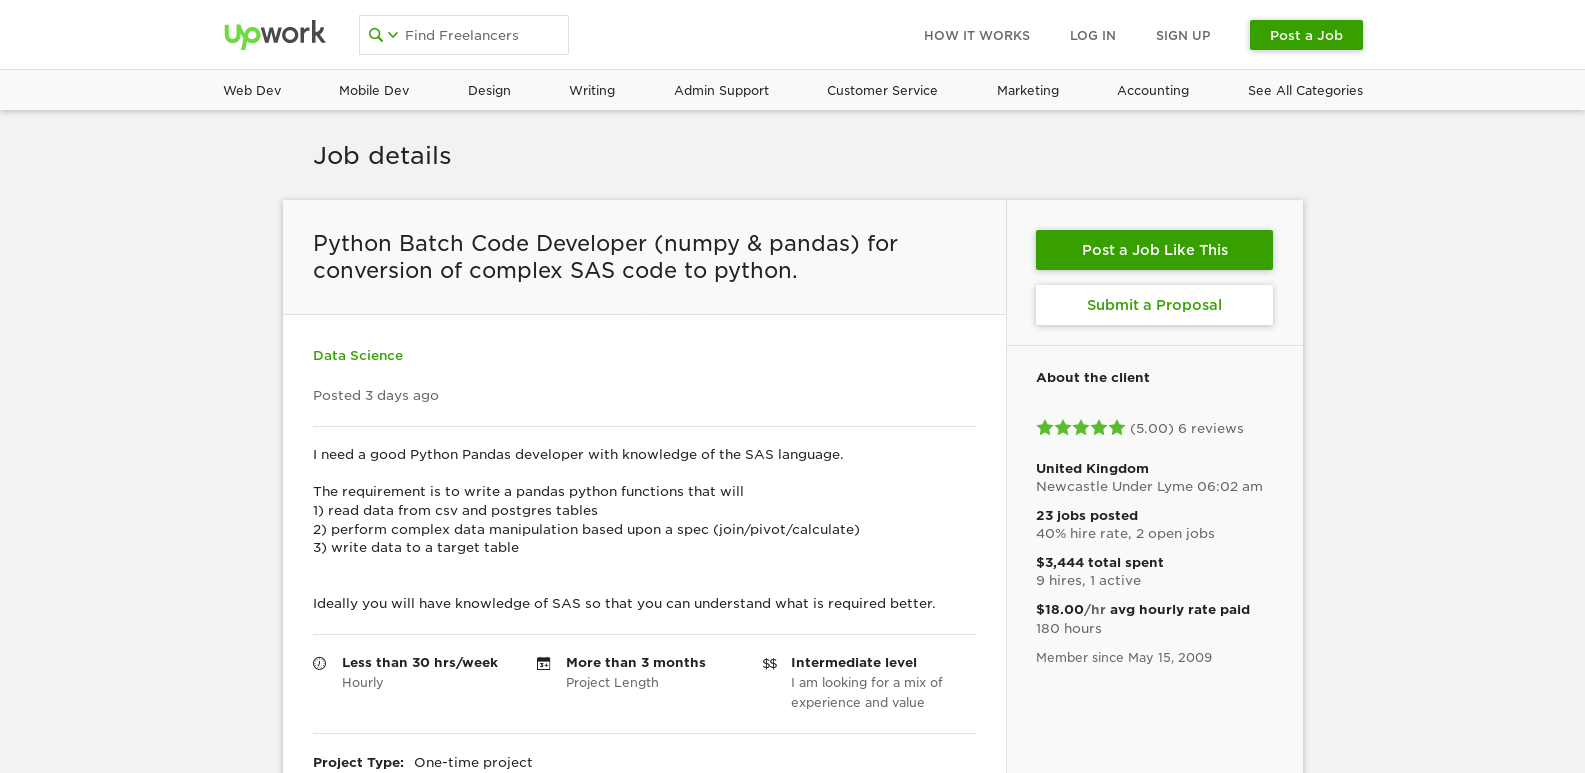 upwork
Find Freelancers
HOW IT WORKS
LOG IN
SIGN UP
Post a Job
Web Dev
Mobile Dev
Design
Writing
Admin Support
Customer Service
Marketing
Accounting
See All Categories
Job details
Python Batch Code Developer (numpy & pandas) for
conversion of complex SAS code to python.
Data Science
Posted 3 days ago
I need a good Python Pandas developer with knowledge of the SAS language.
The requirement is to write a pandas python functions that will
1) read data from csv and postgres tables
2) perform complex data manipulation based upon a spec (join/pivot/calculate)
3) write data to a target table
Ideally you will have knowledge of SAS so that you can understand what is required better.
Less than 30 hrs/week
Hourly
More than 3 months
Project Length
$$ Intermediate level
I am looking for a mix of
experience and value
Project Type: One-time project
Post a Job Like This
Submit a Proposal
About the client
(5.00) 6 reviews
United Kingdom
Newcastle Under Lyme 06:02 am
23 jobs posted
40% hire rate, 2 open jobs
$3,444 total spent
9 hires, 1 active
$18.00/hr avg hourly rate paid
180 hours
Member since May 15, 2009